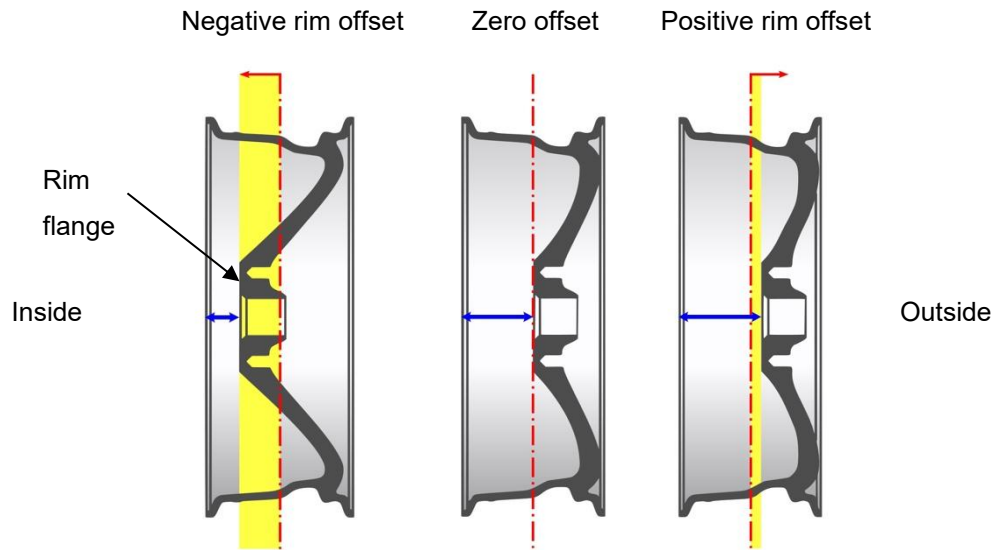 Negative rim offset
Zero offset
Positive rim offset
Rim
flange
Inside
Outside